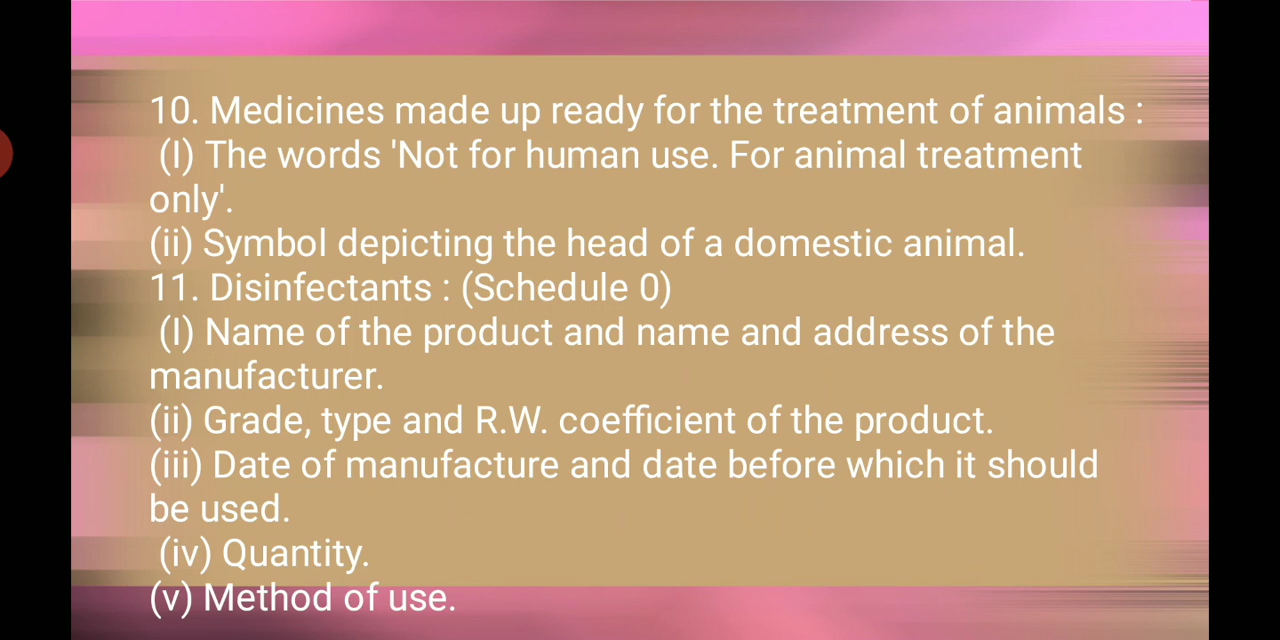 10. Medicines made up ready for the treatment of animals :
(I) The words 'Not for human use. For animal treatment
only'.
(ii) Symbol depicting the head of a domestic animal.
11. Disinfectants : (Schedule 0)
(I) Name of the product and name and address of the
manufacturer.
(ii) Grade, type and R.W. coefficient of the product.
(iii) Date of manufacture and date before which it should
be used.
(iv) Quantity.
(v) Method of use.